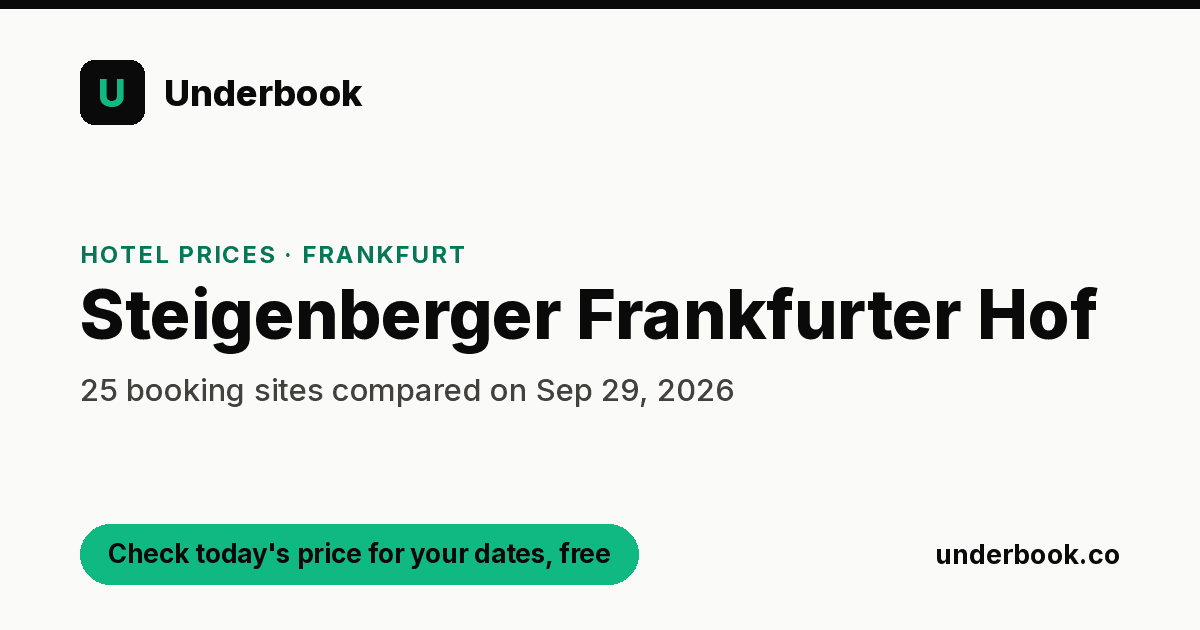 U
Underbook
HOTEL PRICES · FRANKFURT
Steigenberger Frankfurter Hof
25 booking sites compared on Sep 29, 2026
Check today's price for your dates, free
underbook.co